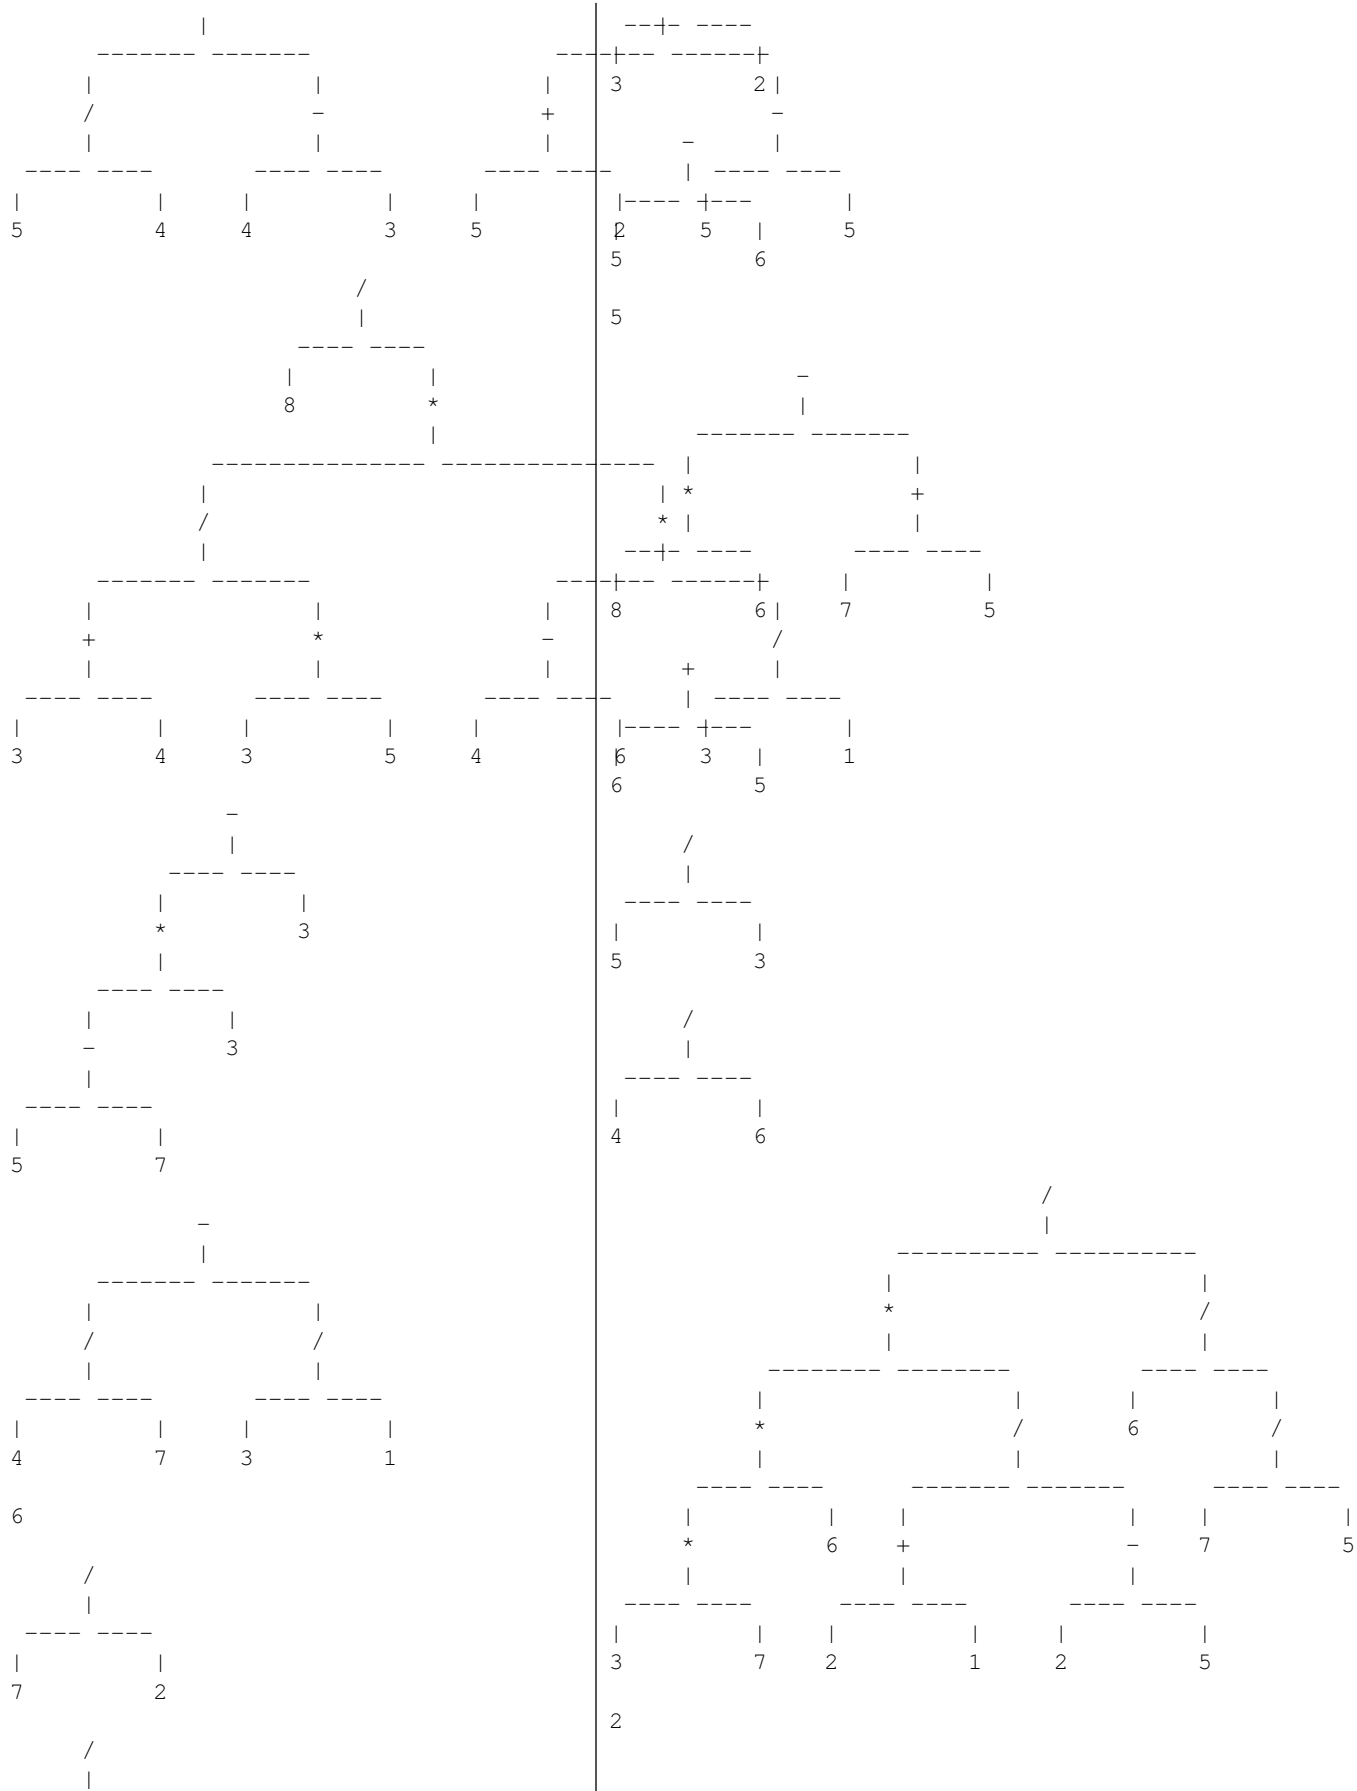 |
------- -------                                  ------- -------
|               |                               |               |
/               -                               +               -
|               |                               |               |
---- ----       ---- ----       ---- ----       ---- ----
|         |     |         |     |         |     |         |
5         4     4         3     5         2     5         5
/
|
---- ----
|         |
8         *
|
--------------- ---------------
|                               |
/                               *
|                               |
------- -------                 ------- -------
|               |               |               |
+               *               -               /
|               |               |               |
---- ----       ---- ----       ---- ----       ---- ----
|         |     |         |     |         |     |         |
3         4     3         5     4         6     3         1
-
|
---- ----
|         |
*         3
|
---- ----
|         |
-         3
|
---- ----
|         |
5         7
-
|
------- -------
|               |
/               /
|               |
---- ----       ---- ----
|         |     |         |
4         7     3         1
6
/
|
---- ----
|         |
7         2
/
|
---- ----
|         |
3         2
-
|
---- ----
|         |
5         6
5
-
|
------- -------
|               |
*               +
|               |
---- ----       ---- ----
|         |     |         |
8         6     7         5
+
|
---- ----
|         |
6         5
/
|
---- ----
|         |
5         3
/
|
---- ----
|         |
4         6
/
|
---------- ----------
|                     |
*                     /
|                     |
-------- --------     ---- ----
|                 |   |         |
*                 /   6         /
|                 |             |
---- ----     ------- -------     ---- ----
|         |   |               |   |         |
*         6   +               -   7         5
|             |               |
---- ----     ---- ----     ---- ----
|         |   |         |   |         |
3         7   2         1   2         5
2